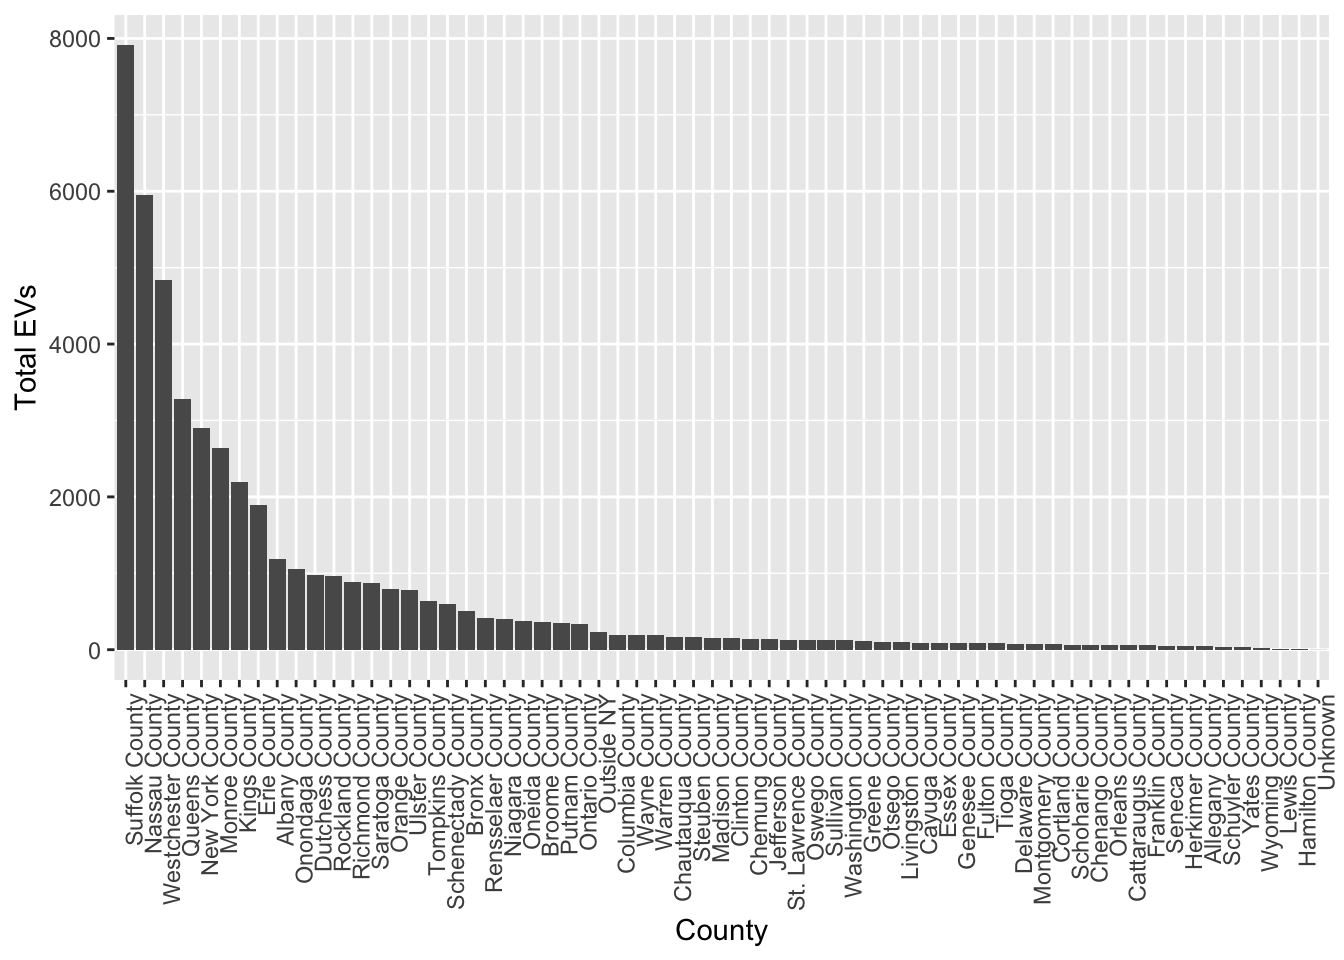 8000
6000
4000
2000
0
Total EVs
Suffolk County
Nassau County
Westchester County
Queens County
New York County
Monroe County
Kings County
Erie County
Albany County
Onondaga County
Dutchess County
Rockland County
Richmond County
Saratoga County
Orange County
Ulster County
Tompkins County
Schenectady County
Bronx County
Rensselaer County
Niagara County
Oneida County
Broome County
Putnam County
Ontario County
Outside NY
Columbia County
Wayne County
Warren County
Chautauqua County
Steuben County
Madison County
Clinton County
Chemung County
Jefferson County
St. Lawrence County
Oswego County
Sullivan County
Washington County
Greene County
Otsego County
Livingston County
Cayuga County
Essex County
Genesee County
Fulton County
Tioga County
Delaware County
Montgomery County
Cortland County
Schoharie County
Chenango County
Orleans County
Cattaraugus County
Franklin County
Seneca County
Herkimer County
Allegany County
Schuyler County
Yates County
Wyoming County
Lewis County
Hamilton County
Unknown
County